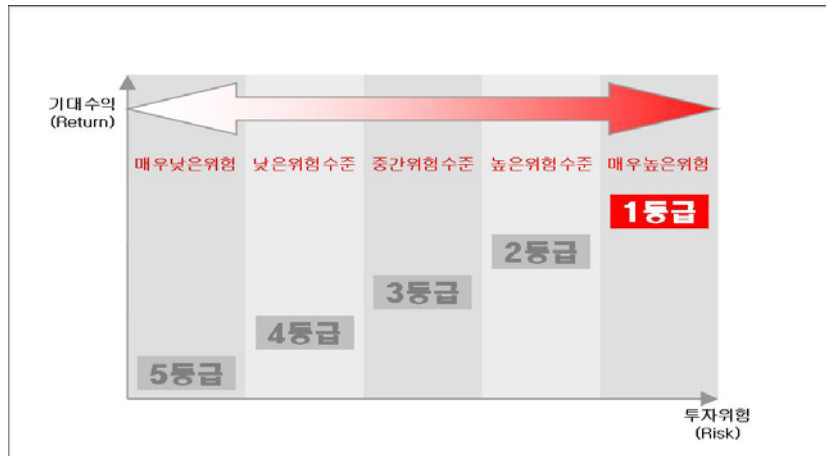 기대수익
(Return)
매우낮은위험 낮은위험수준 중간위험수준 높은위험수준 매우높은위험
1등급
2등급
3등급
4등급
5등급
투자위험
(Risk)